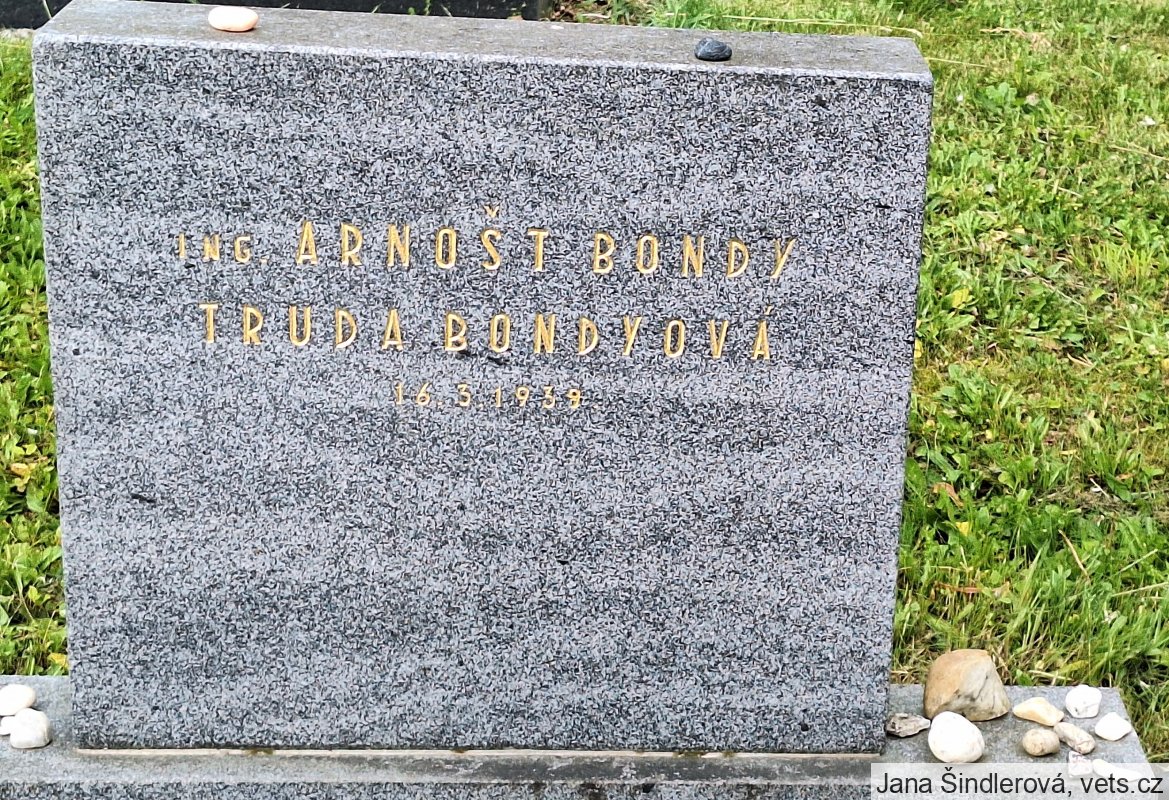 ING. ARNOŠT BONDY
TRUDA BONDYOVÁ
16.3.1939.
Jana Šindlerová, vets.cz